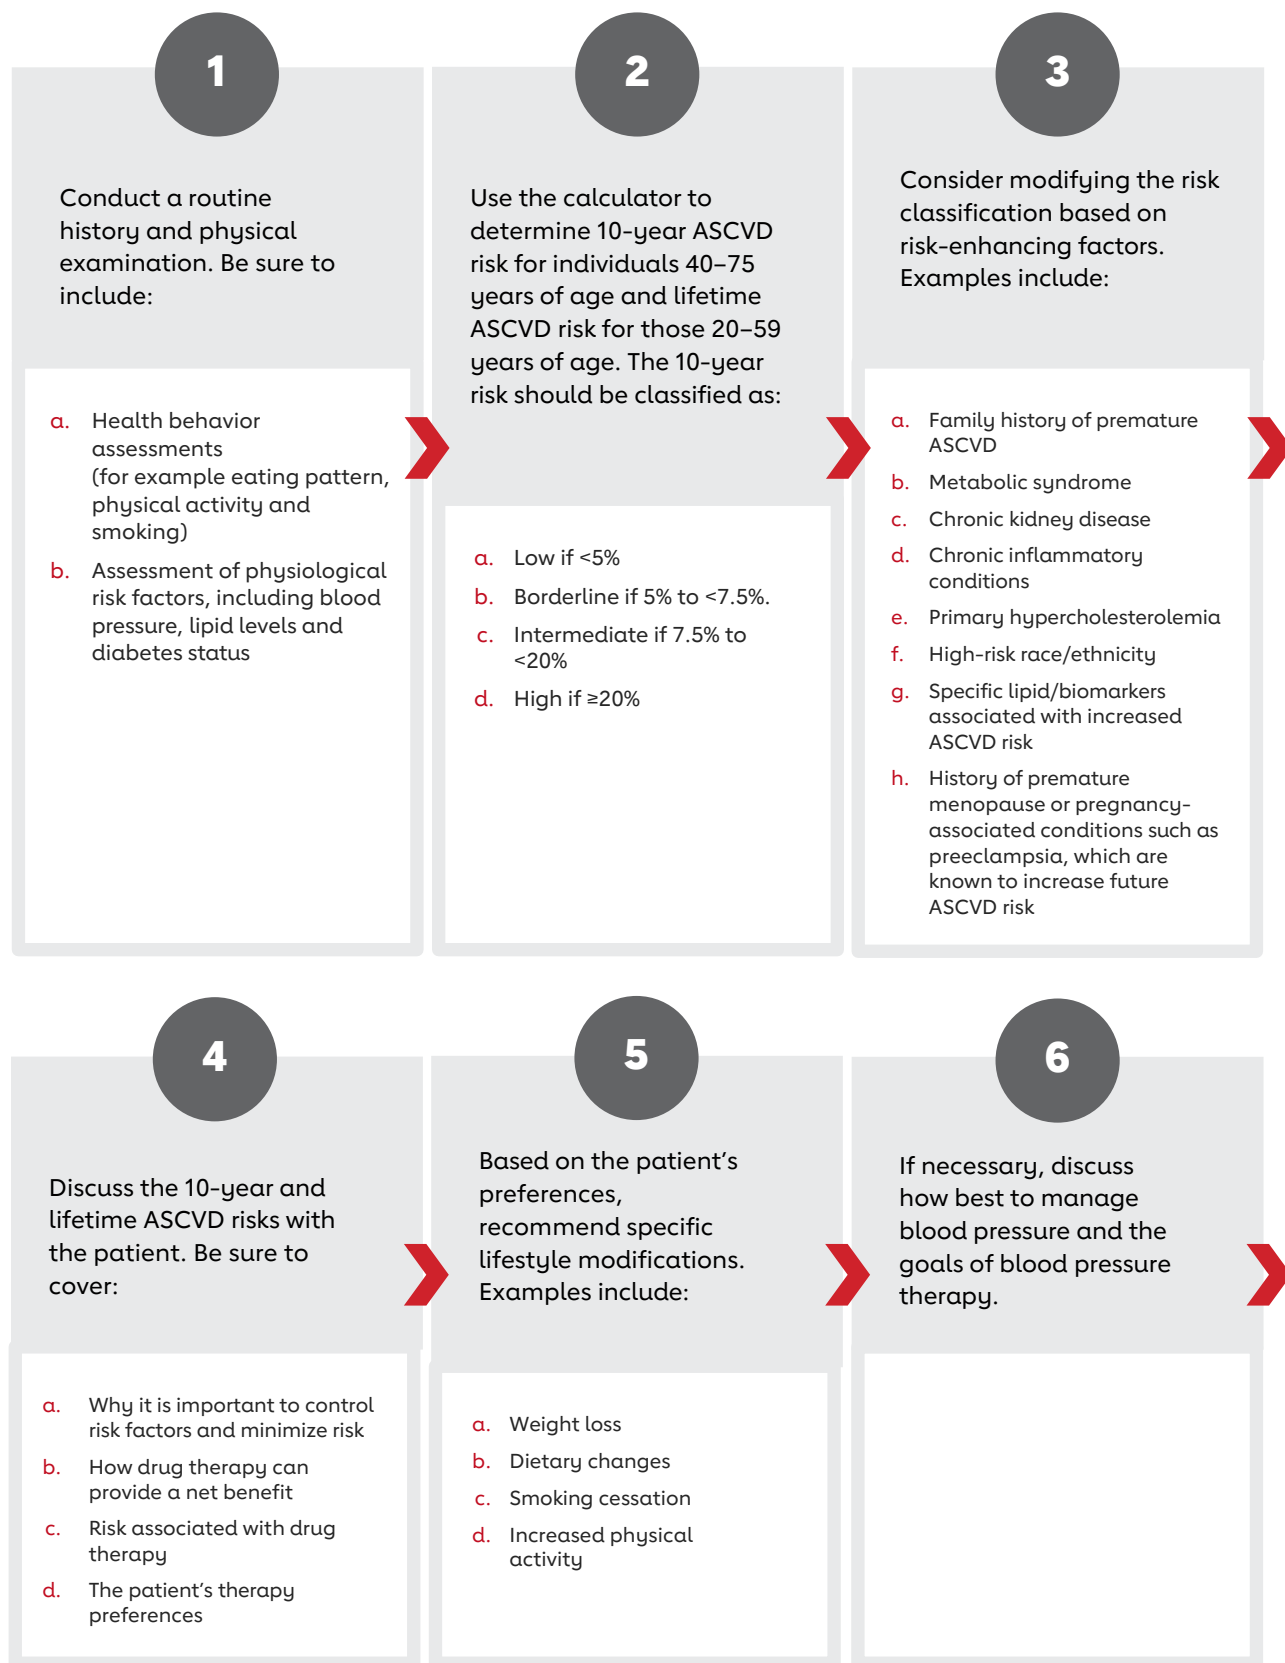 1
Conduct a routine
history and physical
examination. Be sure to
include:
a. Health behavior
assessments
(for example eating pattern,
physical activity and
smoking)
b. Assessment of physiological
risk factors, including blood
pressure, lipid levels and
diabetes status
2
Use the calculator to
determine 10-year ASCVD
risk for individuals 40–75
years of age and lifetime
ASCVD risk for those 20–59
years of age. The 10-year
risk should be classified as:
a. Low if <5%
b. Borderline if 5% to <7.5%.
c. Intermediate if 7.5% to
<20%
d. High if ≥20%
3
Consider modifying the risk
classification based on
risk-enhancing factors.
Examples include:
a. Family history of premature
ASCVD
b. Metabolic syndrome
c. Chronic kidney disease
d. Chronic inflammatory
conditions
e. Primary hypercholesterolemia
f. High-risk race/ethnicity
g. Specific lipid/biomarkers
associated with increased
ASCVD risk
h. History of premature
menopause or pregnancy-
associated conditions such as
preeclampsia, which are
known to increase future
ASCVD risk
4
Discuss the 10-year and
lifetime ASCVD risks with
the patient. Be sure to
cover:
a. Why it is important to control
risk factors and minimize risk
b. How drug therapy can
provide a net benefit
c. Risk associated with drug
therapy
d. The patient's therapy
preferences
5
Based on the patient's
preferences,
recommend specific
lifestyle modifications.
Examples include:
a. Weight loss
b. Dietary changes
c. Smoking cessation
d. Increased physical
activity
6
If necessary, discuss
how best to manage
blood pressure and the
goals of blood pressure
therapy.